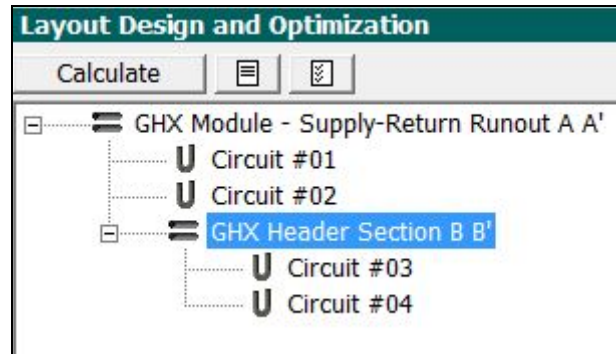 Layout Design and Optimization
Calculate
GHX Module - Supply-Return Runout A A'
Circuit #01
Circuit #02
GHX Header Section B B'
Circuit #03
Circuit #04